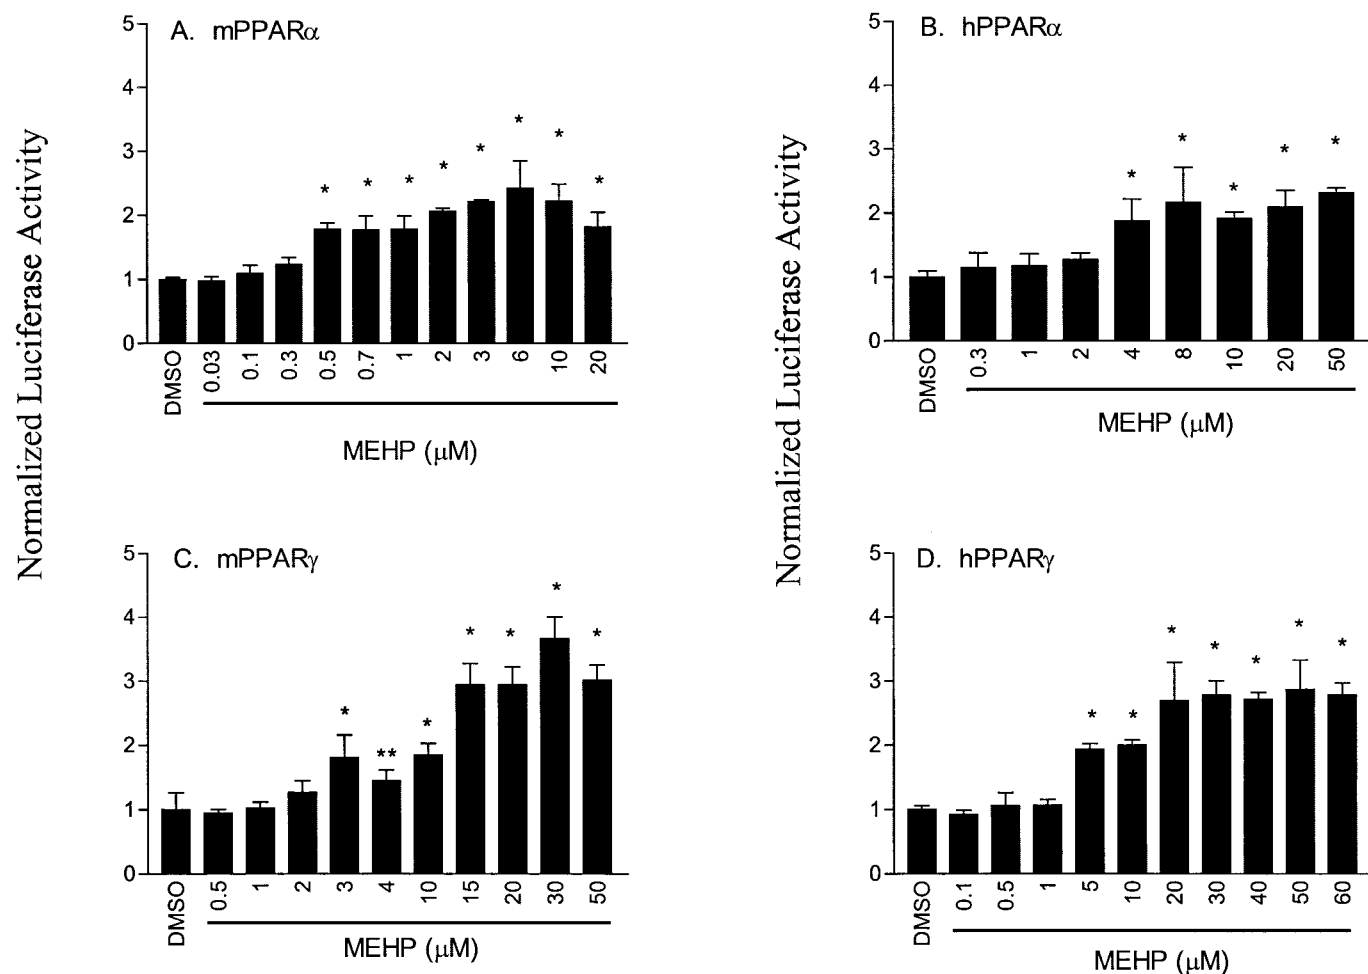 Normalized Luciferase Activity
A. mPPARα
5
4
3
2
1
0
* * * * * * * *
DMSO 0.03 0.1 0.3 0.5 0.7 1 2 3 6 10 20
MEHP (μM)
Normalized Luciferase Activity
B. hPPARα
5
4
3
2
1
0
* * * * *
DMSO 0.3 1 2 4 8 10 20 50
MEHP (μM)
C. mPPARγ
5
4
3
2
1
0
* ** * * * * *
DMSO 0.5 1 2 3 4 10 15 20 30 50
MEHP (μM)
D. hPPARγ
5
4
3
2
1
0
* * * * * * *
DMSO 0.1 0.5 1 5 10 20 30 40 50 60
MEHP (μM)